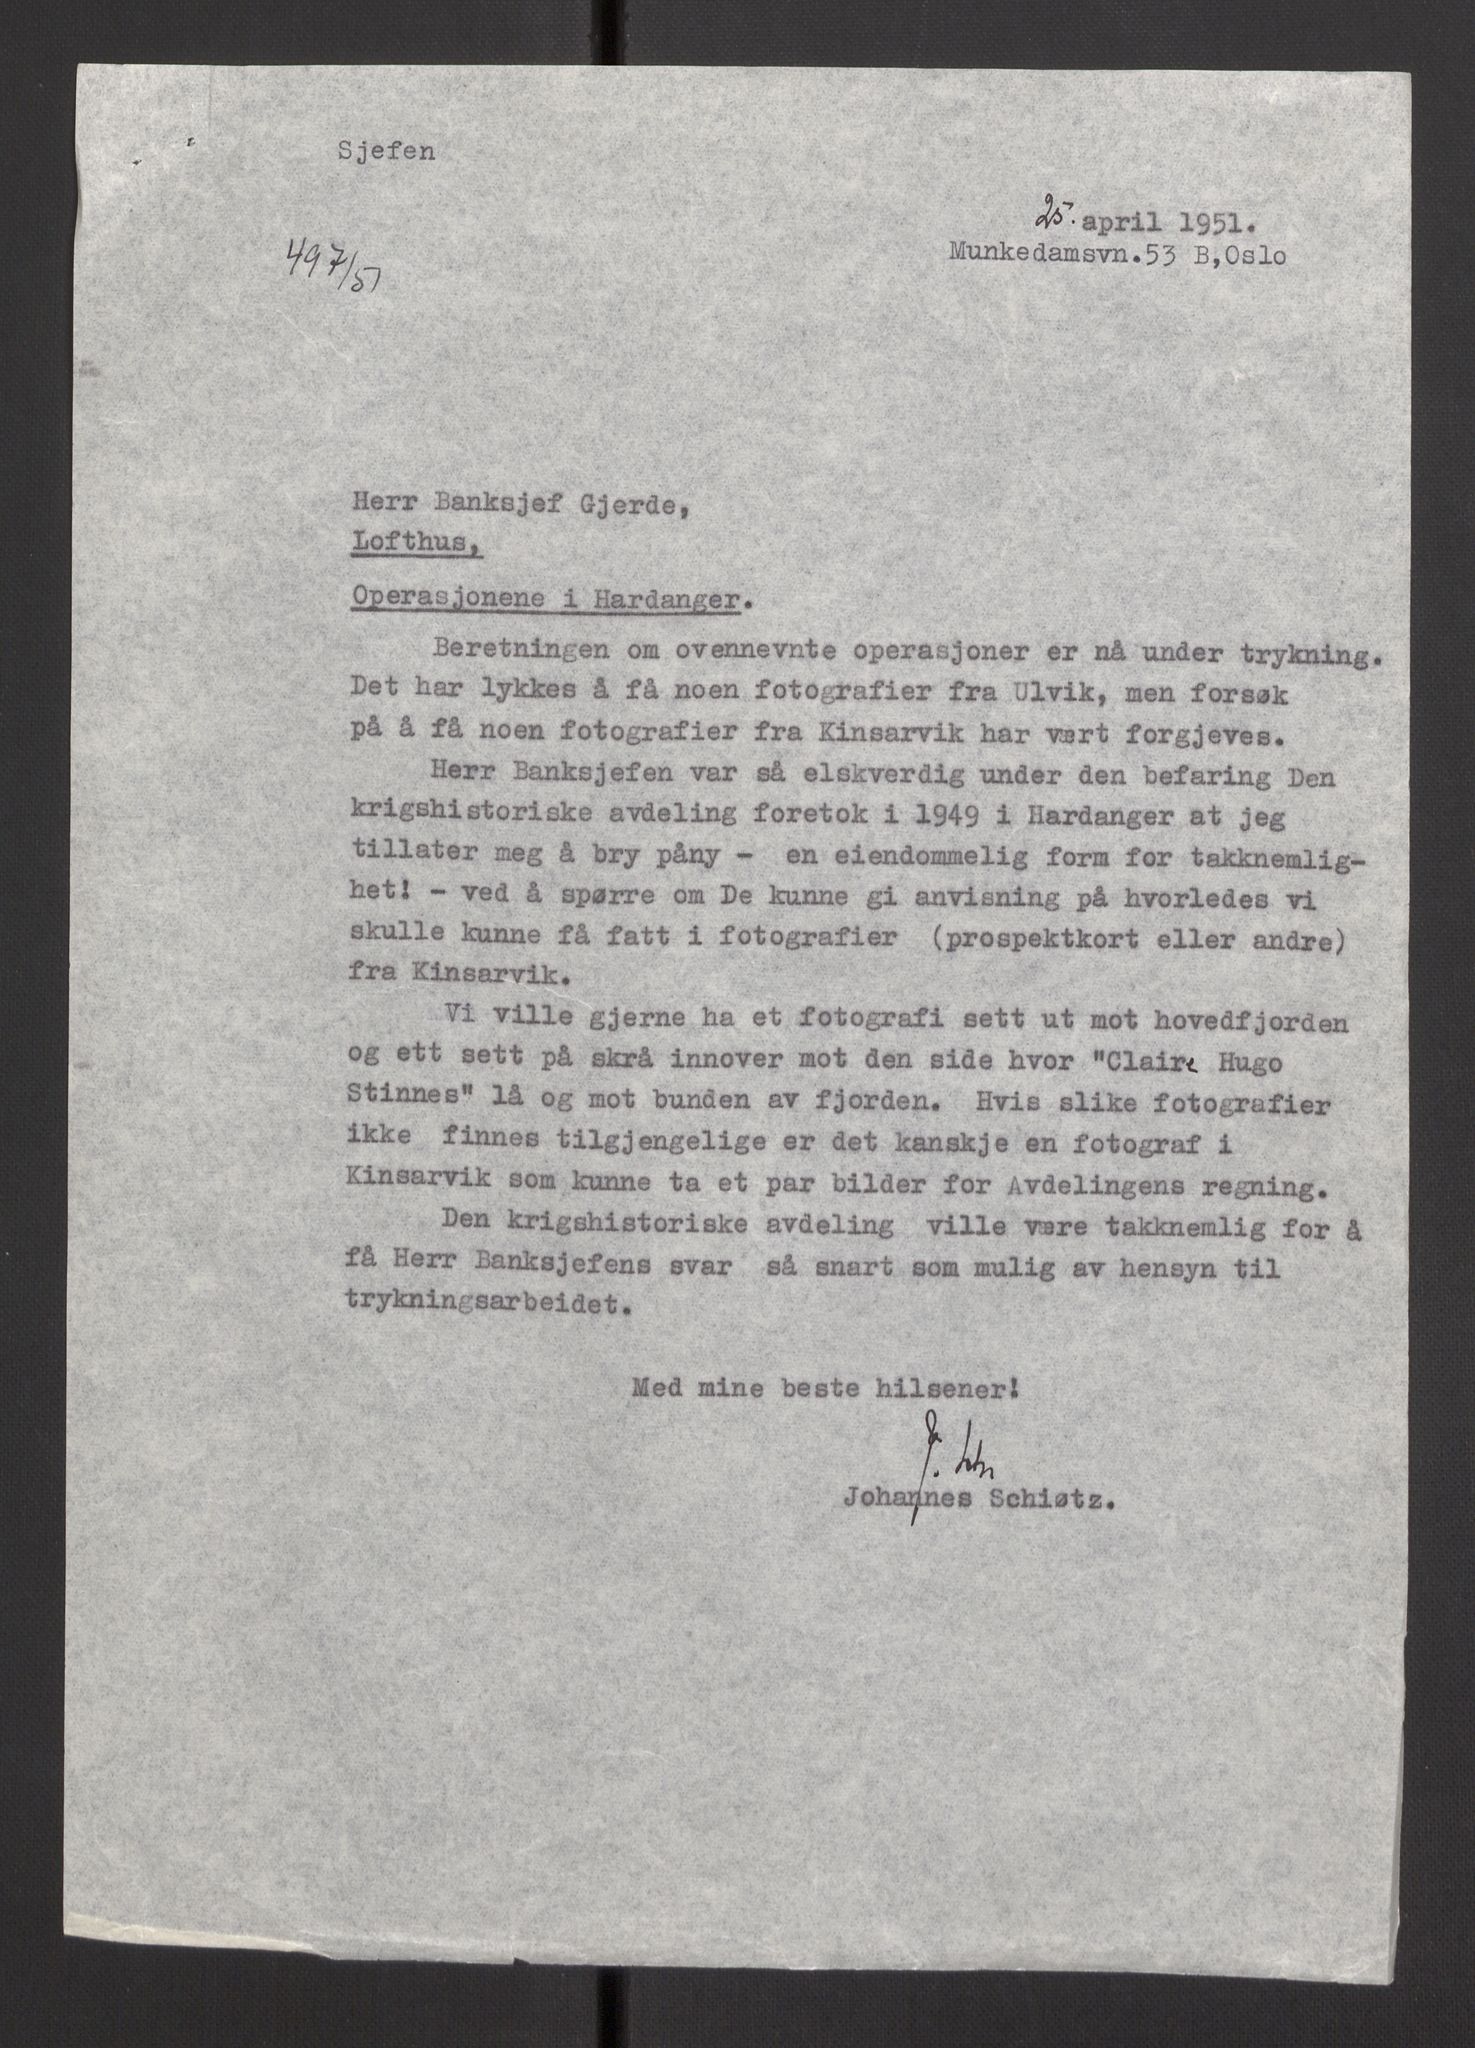 Sjefen
25. april 1951.
497/51
Munkedamsvn.53 B,Oslo
Herr Banksjef Gjerde,
Lofthus,
Operasjonene i Hardanger.
Beretningen om ovennevnte operasjoner er nå under trykning.
Det har lykkes å få noen fotografier fra Ulvik, men forsøk
på å få noen fotografier fra Kinsarvik har vært forgjeves.
Herr Banksjefen var så elskverdig under den befaring Den
krigshistoriske avdeling foretok i 1949 i Hardanger at jeg
tillater meg å bry påny - en eiendommelig form for takknemlig-
het! - ved å spørre om De kunne gi anvisning på hvorledes vi
skulle kunne få fatt i fotografier (prospektkort eller andre)
fra Kinsarvik.
Vi ville gjerne ha et fotografi sett ut mot hovedfjorden
og ett sett på skrå innover mot den side hvor "Claire Hugo
Stinnes" lå og mot bunden av fjorden. Hvis slike fotografier
ikke finnes tilgjengelige er det kanskje en fotograf i
Kinsarvik som kunne ta et par bilder for Avdelingens regning.
Den krigshistoriske avdeling ville være takknemlig for å
få Herr Banksjefens svar så snart som mulig av hensyn til
trykningsarbeidet.
Med mine beste hilsener!
J. Schi
Johannes Schiøtz.